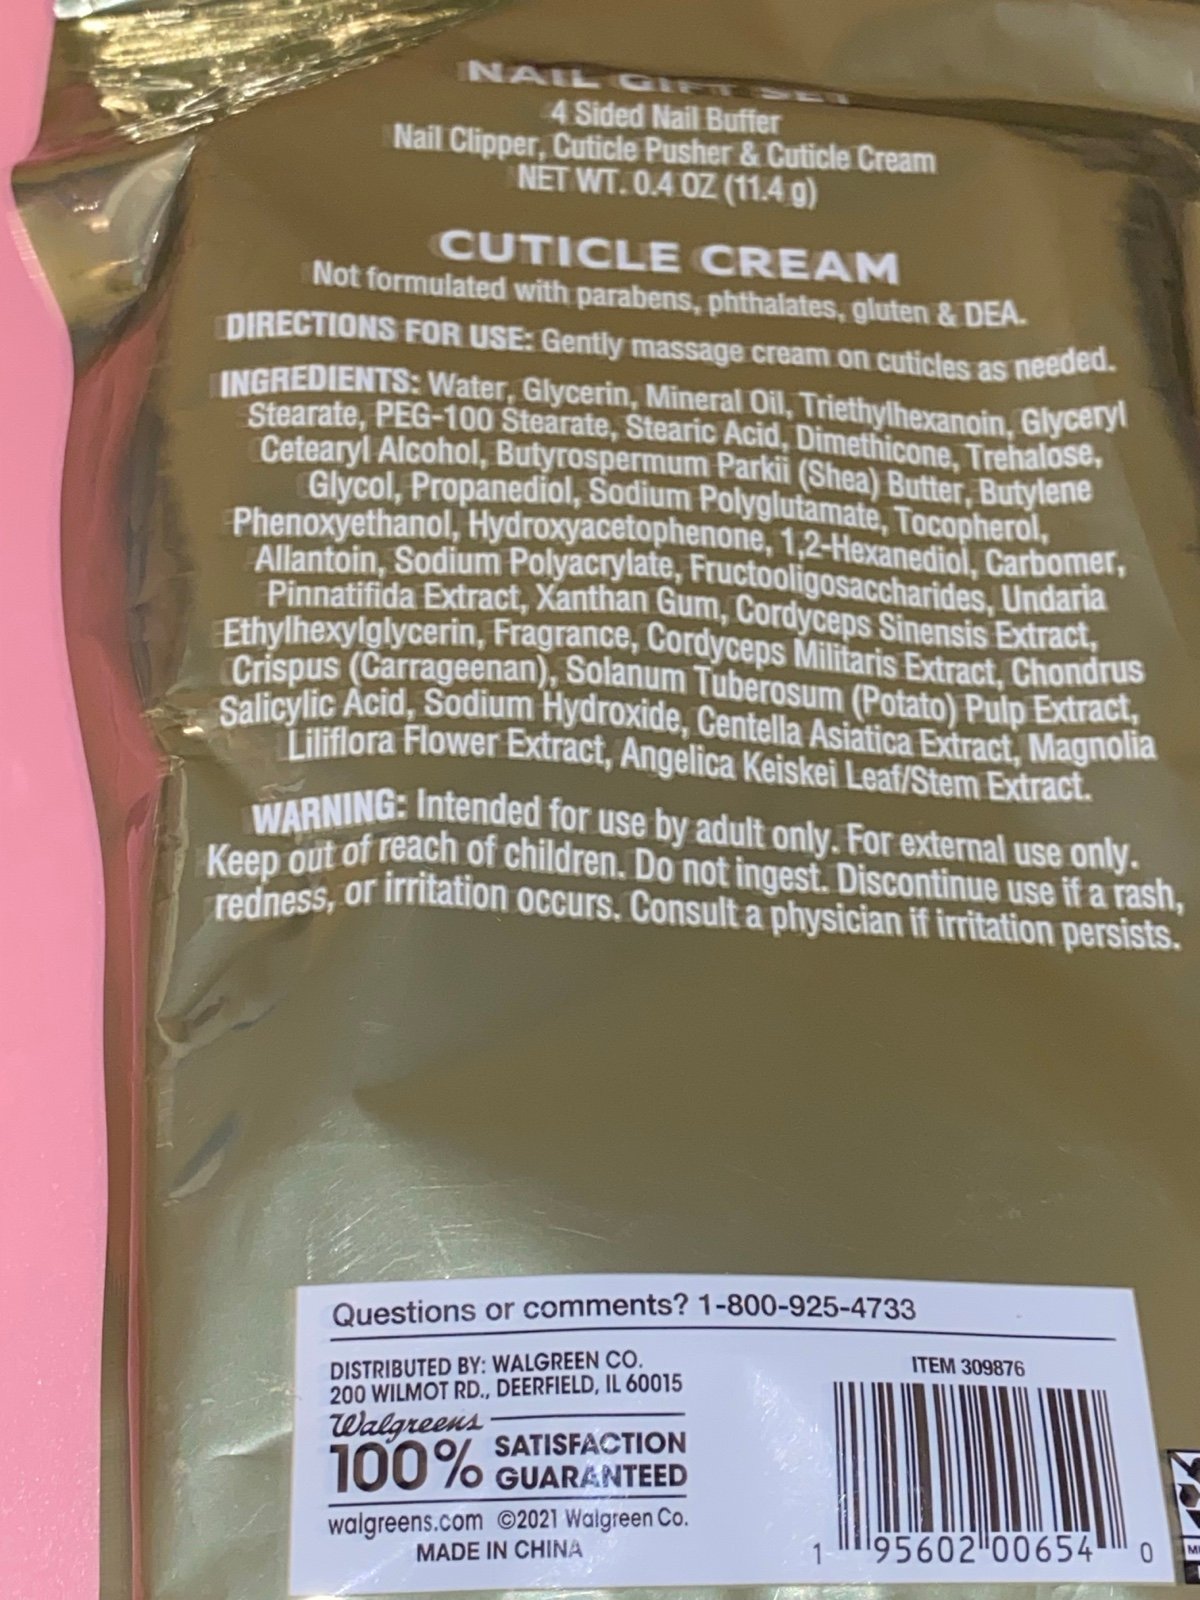 NAIL GIFT SET
4 Sided Nail Buffer
Nail Clipper, Cuticle Pusher & Cuticle Cream
NET WT. 0.4 OZ (11.4 g)
CUTICLE CREAM
Not formulated with parabens, phthalates, gluten & DEA.
DIRECTIONS FOR USE: Gently massage cream on cuticles as needed.
INGREDIENTS: Water, Glycerin, Mineral Oil, Triethylhexanoin, Glyceryl
Stearate, PEG-100 Stearate, Stearic Acid, Dimethicone, Trehalose,
Cetearyl Alcohol, Butyrospermum Parkii (Shea) Butter, Butylene
Glycol, Propanediol, Sodium Polyglutamate, Tocopherol,
Phenoxyethanol, Hydroxyacetophenone, 1,2-Hexanediol, Carbomer,
Allantoin, Sodium Polyacrylate, Fructooligosaccharides, Undaria
Pinnatifida Extract, Xanthan Gum, Cordyceps Sinensis Extract,
Ethylhexylglycerin, Fragrance, Cordyceps Militaris Extract, Chondrus
Crispus (Carrageenan), Solanum Tuberosum (Potato) Pulp Extract,
Salicylic Acid, Sodium Hydroxide, Centella Asiatica Extract, Magnolia
Liliflora Flower Extract, Angelica Keiskei Leaf/Stem Extract.
WARNING: Intended for use by adult only. For external use only.
Keep out of reach of children. Do not ingest. Discontinue use if a rash,
redness, or irritation occurs. Consult a physician if irritation persists.
Questions or comments? 1-800-925-4733
DISTRIBUTED BY: WALGREEN CO.
200 WILMOT RD., DEERFIELD, IL 60015
Walgreens
100% SATISFACTION
GUARANTEED
walgreens.com ©2021 Walgreen Co.
MADE IN CHINA
ITEM 309876
1 95602 00654 0